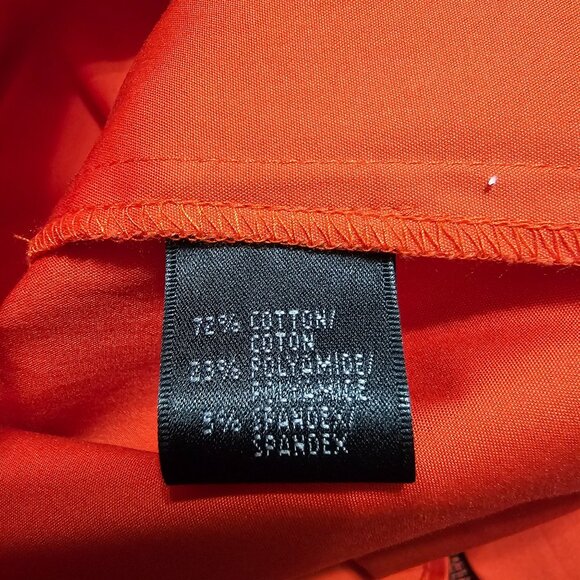 72% COTTON/
COTON
23% POLYAMIDE/
POLYAMIDE
5% SPANDEX/
SPANDEX